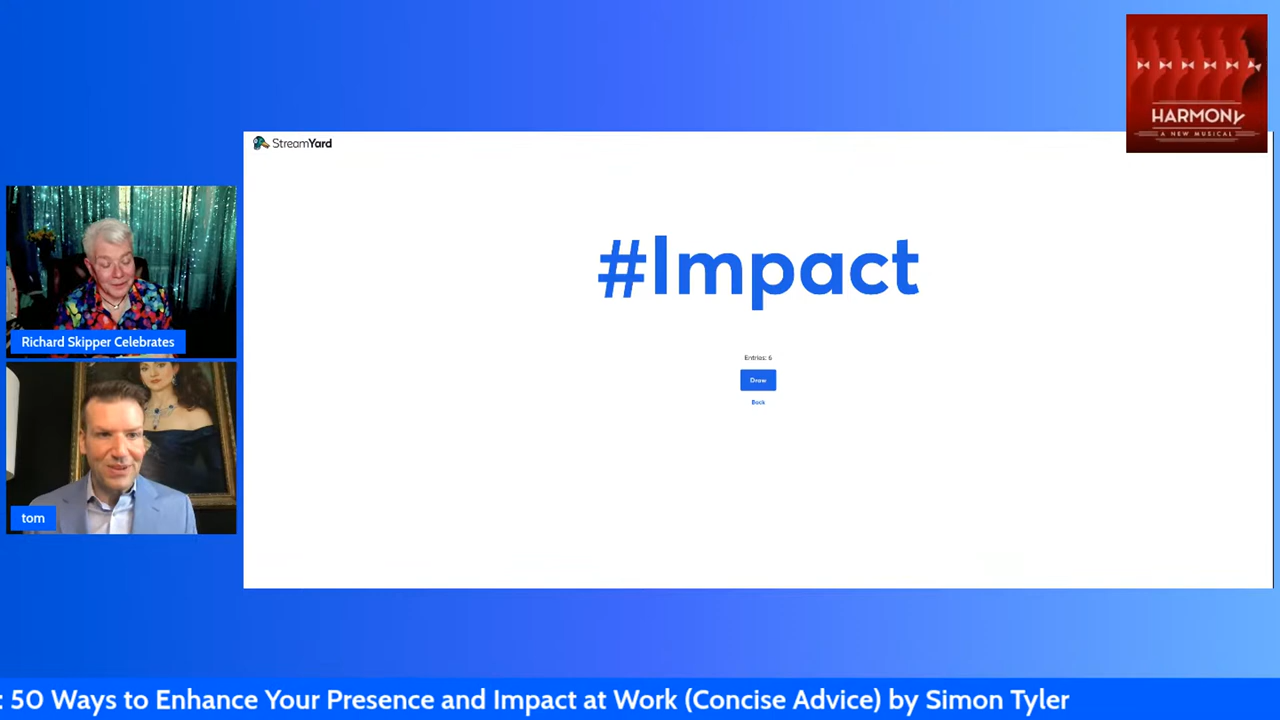 HARMONY
A NEW MUSICAL
StreamYard
#Impact
Entries: 6
Draw
Back
Richard Skipper Celebrates
tom
: 50 Ways to Enhance Your Presence and Impact at Work (Concise Advice) by Simon Tyler